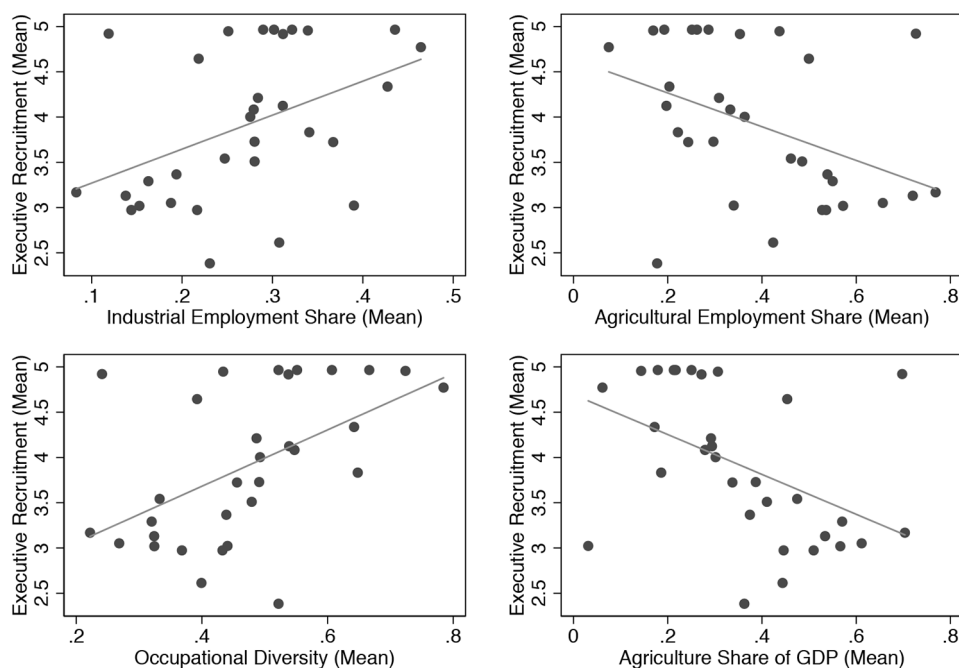 Executive Recruitment (Mean)
5
4.5
4
3.5
3
2.5
.1 .2 .3 .4 .5
Industrial Employment Share (Mean)
Executive Recruitment (Mean)
5
4.5
4
3.5
3
2.5
0 .2 .4 .6 .8
Agricultural Employment Share (Mean)
Executive Recruitment (Mean)
5
4.5
4
3.5
3
2.5
.2 .4 .6 .8
Occupational Diversity (Mean)
Executive Recruitment (Mean)
5
4.5
4
3.5
3
2.5
0 .2 .4 .6 .8
Agriculture Share of GDP (Mean)